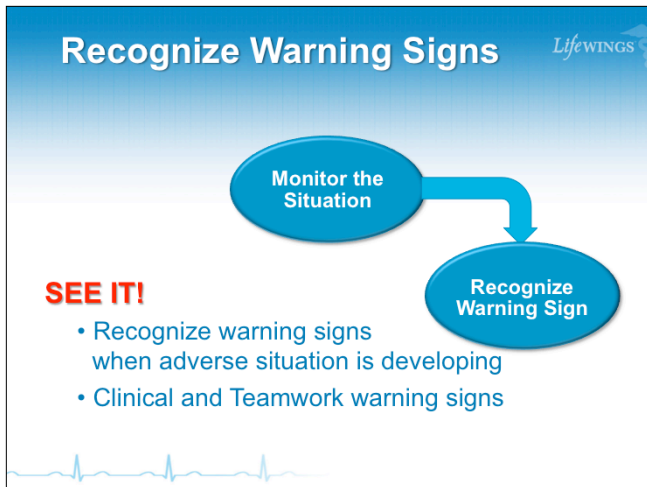 Recognize Warning Signs
LifeWINGS
Monitor the
Situation
Recognize
Warning Sign
SEE IT!
• Recognize warning signs
when adverse situation is developing
• Clinical and Teamwork warning signs